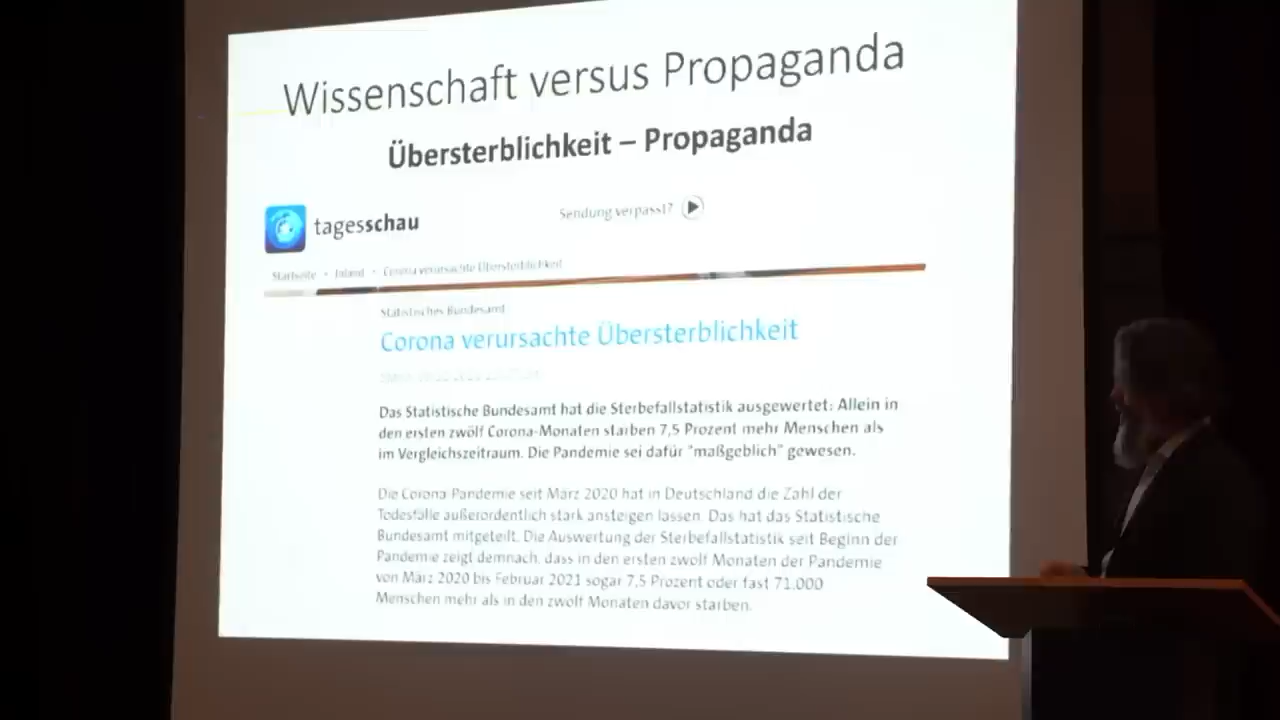 Wissenschaft versus Propaganda
Übersterblichkeit – Propaganda
tagesschau
Sendung verpasst?
Startseite • Inland • Corona verursachte Übersterblichkeit
Statistisches Bundesamt
Corona verursachte Übersterblichkeit
Das Statistische Bundesamt hat die Sterbefallstatistik ausgewertet: Allein in
den ersten zwölf Corona-Monaten starben 7,5 Prozent mehr Menschen als
im Vergleichszeitraum. Die Pandemie sei dafür "maßgeblich" gewesen.
Die Corona-Pandemie seit März 2020 hat in Deutschland die Zahl der
Todesfälle außerordentlich stark ansteigen lassen. Das hat das Statistische
Bundesamt mitgeteilt. Die Auswertung der Sterbefallstatistik seit Beginn der
Pandemie zeigt demnach, dass in den ersten zwölf Monaten der Pandemie
von März 2020 bis Februar 2021 sogar 7,5 Prozent oder fast 71.000
Menschen mehr als in den zwölf Monaten davor starben.